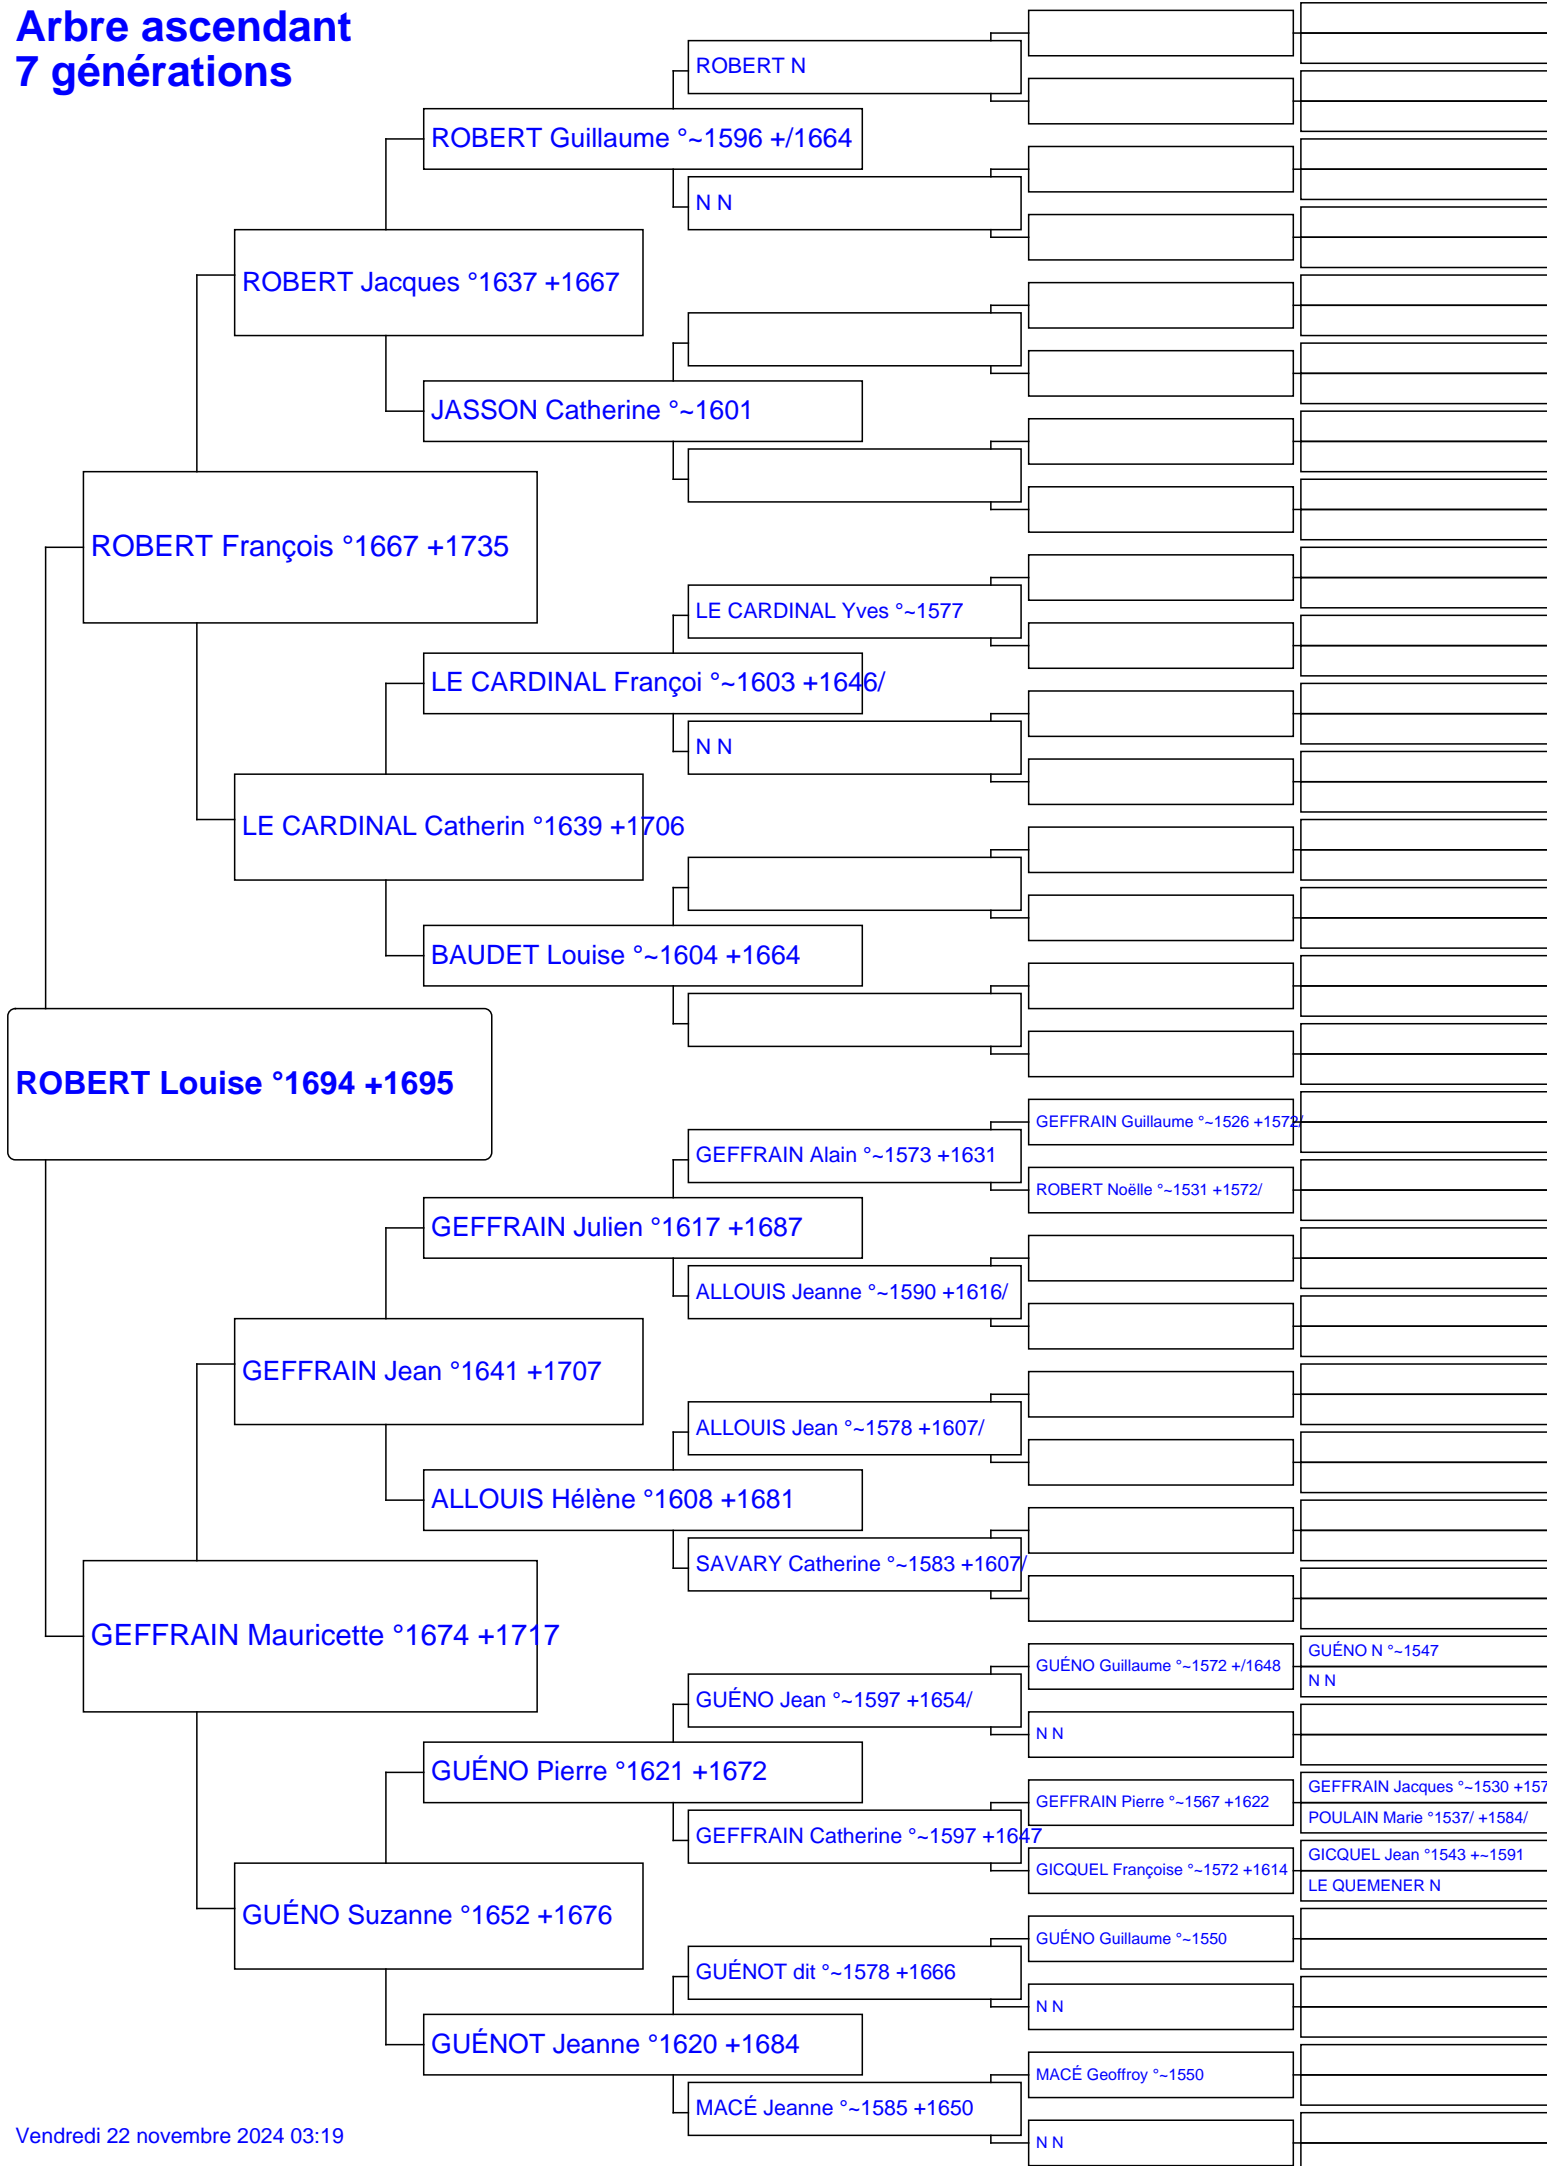 Arbre ascendant
7 générations
ROBERT N
ROBERT Guillaume °~1596 +/1664
N N
ROBERT Jacques °1637 +1667
JASSON Catherine °~1601
ROBERT François °1667 +1735
LE CARDINAL Yves °~1577
LE CARDINAL Françoi °~1603 +1646/
N N
LE CARDINAL Catherin °1639 +1706
BAUDET Louise °~1604 +1664
ROBERT Louise °1694 +1695
GEFFRAIN Guillaume °~1526 +1572/
GEFFRAIN Alain °~1573 +1631
ROBERT Noëlle °~1531 +1572/
GEFFRAIN Julien °1617 +1687
ALLOUIS Jeanne °~1590 +1616/
GEFFRAIN Jean °1641 +1707
ALLOUIS Jean °~1578 +1607/
ALLOUIS Hélène °1608 +1681
SAVARY Catherine °~1583 +1607/
GEFFRAIN Mauricette °1674 +1717
GUÉNO N °~1547
GUÉNO Guillaume °~1572 +/1648
N N
GUÉNO Jean °~1597 +1654/
N N
GUÉNO Pierre °1621 +1672
GEFFRAIN Jacques °~1530 +157
GEFFRAIN Pierre °~1567 +1622
POULAIN Marie °1537/ +1584/
GEFFRAIN Catherine °~1597 +1647
GICQUEL Jean °1543 +~1591
GICQUEL Françoise °~1572 +1614
LE QUEMENER N
GUÉNO Suzanne °1652 +1676
GUÉNO Guillaume °~1550
GUÉNOT dit °~1578 +1666
N N
GUÉNOT Jeanne °1620 +1684
MACÉ Geoffroy °~1550
MACÉ Jeanne °~1585 +1650
N N
Vendredi 22 novembre 2024 03:19